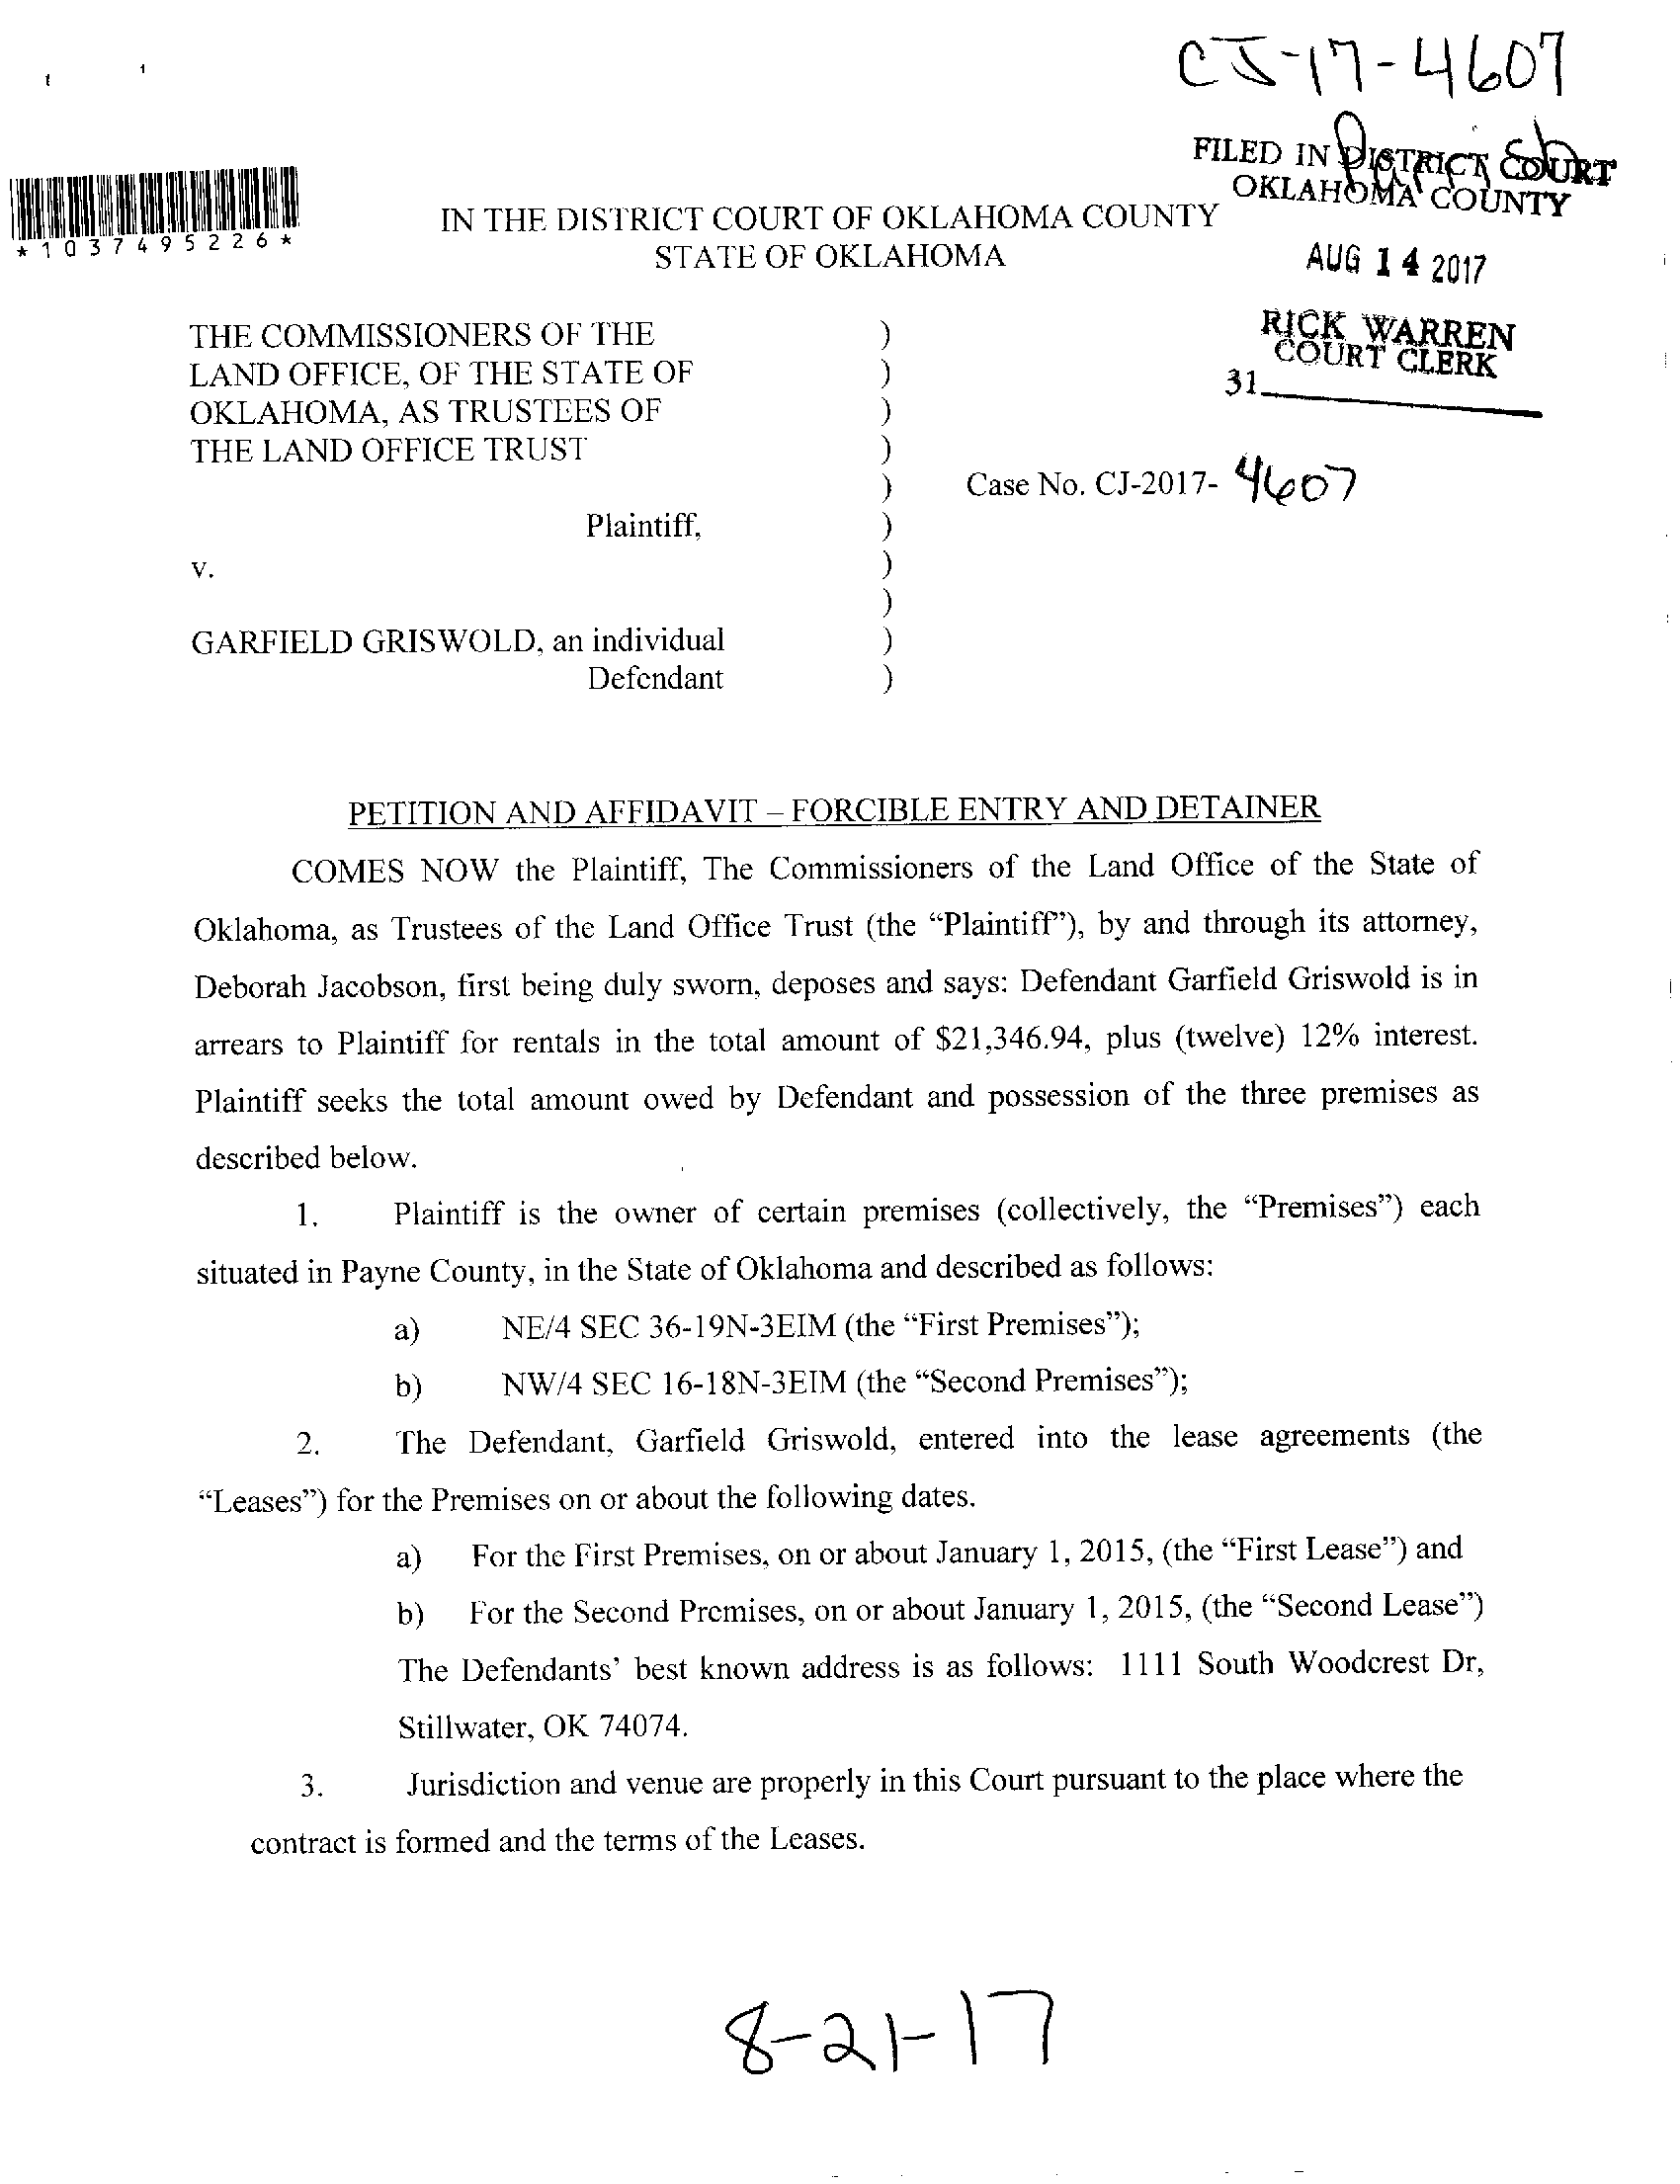 CJ-17-4607
FILED IN DISTRICT COURT
OKLAHOMA COUNTY
*1037495226*
IN THE DISTRICT COURT OF OKLAHOMA COUNTY
STATE OF OKLAHOMA
AUG 14 2017
RICK WARREN
COURT CLERK
31
THE COMMISSIONERS OF THE )
LAND OFFICE, OF THE STATE OF )
OKLAHOMA, AS TRUSTEES OF )
THE LAND OFFICE TRUST )
) Case No. CJ-2017- 4607
Plaintiff, )
v. )
)
GARFIELD GRISWOLD, an individual )
Defendant )
PETITION AND AFFIDAVIT – FORCIBLE ENTRY AND DETAINER
COMES NOW the Plaintiff, The Commissioners of the Land Office of the State of
Oklahoma, as Trustees of the Land Office Trust (the “Plaintiff”), by and through its attorney,
Deborah Jacobson, first being duly sworn, deposes and says: Defendant Garfield Griswold is in
arrears to Plaintiff for rentals in the total amount of $21,346.94, plus (twelve) 12% interest.
Plaintiff seeks the total amount owed by Defendant and possession of the three premises as
described below.
1. Plaintiff is the owner of certain premises (collectively, the “Premises”) each
situated in Payne County, in the State of Oklahoma and described as follows:
a) NE/4 SEC 36-19N-3EIM (the “First Premises”);
b) NW/4 SEC 16-18N-3EIM (the “Second Premises”);
2. The Defendant, Garfield Griswold, entered into the lease agreements (the
“Leases”) for the Premises on or about the following dates.
a) For the First Premises, on or about January 1, 2015, (the “First Lease”) and
b) For the Second Premises, on or about January 1, 2015, (the “Second Lease”)
The Defendants’ best known address is as follows: 1111 South Woodcrest Dr,
Stillwater, OK 74074.
3. Jurisdiction and venue are properly in this Court pursuant to the place where the
contract is formed and the terms of the Leases.
8-21-17